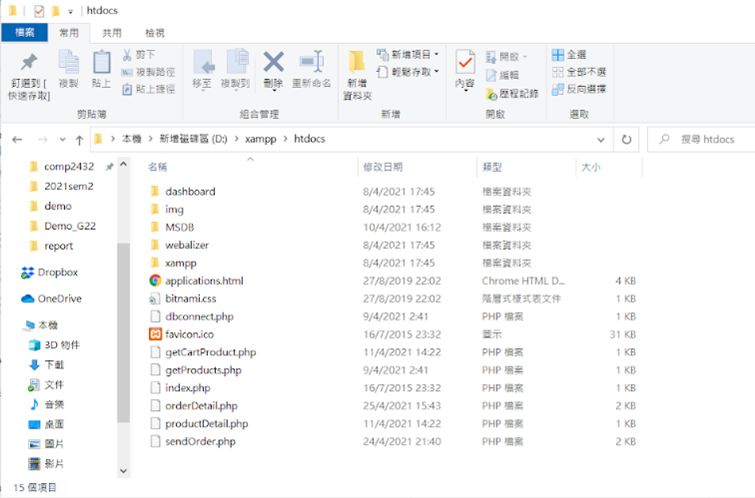 htdocs
檔案 常用 共用 檢視
釘選到 [快速存取] 複製 貼上 剪下 複製路徑 貼上捷徑 移至 複製到 刪除 重新命名 新增資料夾 新增項目 輕鬆存取 內容 開啟 編輯 歷程記錄 全選 全部不選 反向選擇
剪貼簿 組合管理 新增 開啟 選取
本機 > 新增磁碟區 (D:) > xampp > htdocs 搜尋 htdocs
名稱 修改日期 類型 大小
comp2432
2021sem2
demo
Demo_G22
report
Dropbox
OneDrive
本機
3D 物件
下載
文件
音樂
桌面
圖片
影片
dashboard 8/4/2021 17:45 檔案資料夾
img 8/4/2021 17:45 檔案資料夾
MSDB 10/4/2021 16:12 檔案資料夾
webalizer 8/4/2021 17:45 檔案資料夾
xampp 8/4/2021 17:45 檔案資料夾
applications.html 27/8/2019 22:02 Chrome HTML D... 4 KB
bitnami.css 27/8/2019 22:02 階層式樣式表文件 1 KB
dbconnect.php 9/4/2021 2:41 PHP 檔案 1 KB
favicon.ico 16/7/2015 23:32 圖示 31 KB
getCartProduct.php 11/4/2021 14:22 PHP 檔案 1 KB
getProducts.php 9/4/2021 2:41 PHP 檔案 1 KB
index.php 16/7/2015 23:32 PHP 檔案 1 KB
orderDetail.php 25/4/2021 15:43 PHP 檔案 2 KB
productDetail.php 11/4/2021 14:22 PHP 檔案 1 KB
sendOrder.php 24/4/2021 21:40 PHP 檔案 2 KB
15 個項目